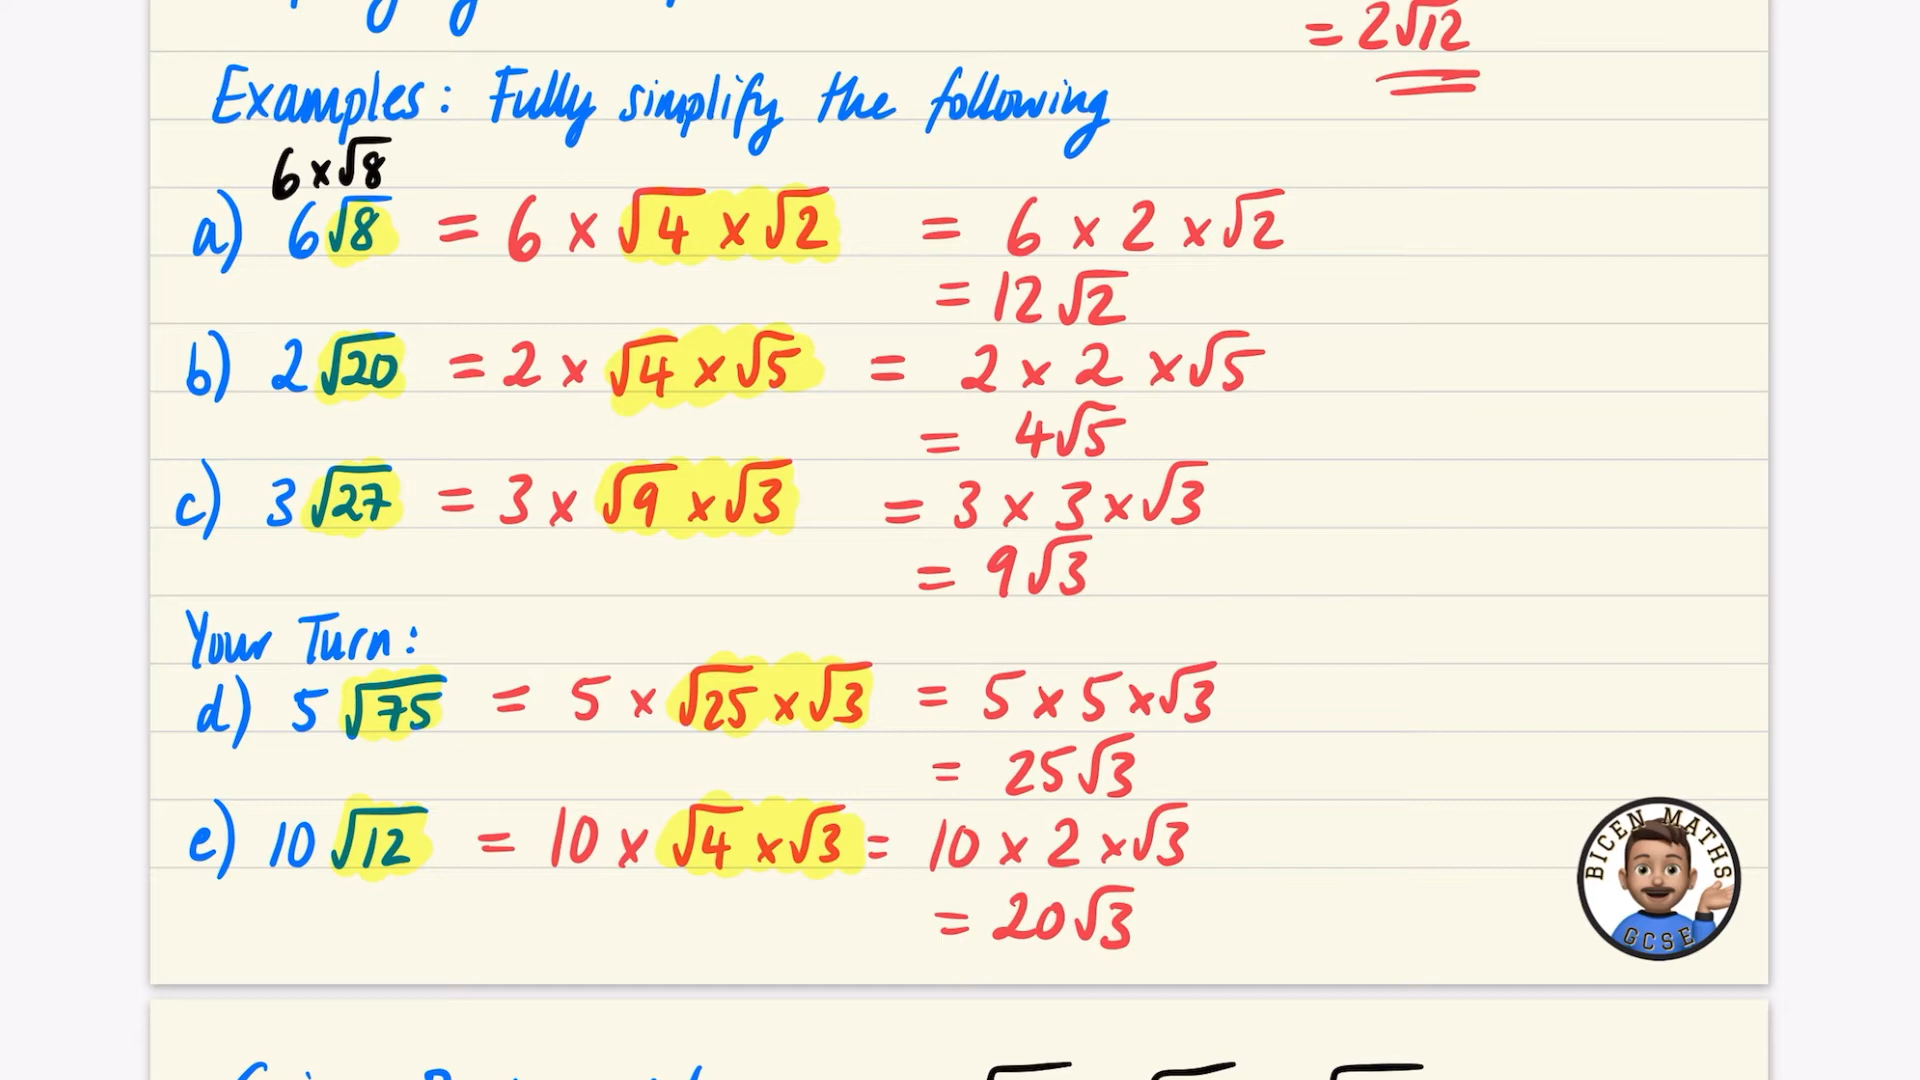 = 2√12
Examples: Fully simplify the following
6 × √8
a) 6√8 = 6 × √4 × √2 = 6 × 2 × √2
= 12√2
b) 2√20 = 2 × √4 × √5 = 2 × 2 × √5
= 4√5
c) 3√27 = 3 × √9 × √3 = 3 × 3 × √3
= 9√3
Your Turn:
d) 5√75 = 5 × √25 × √3 = 5 × 5 × √3
= 25√3
e) 10√12 = 10 × √4 × √3 = 10 × 2 × √3
= 20√3
BICEN MATHS
GCSE